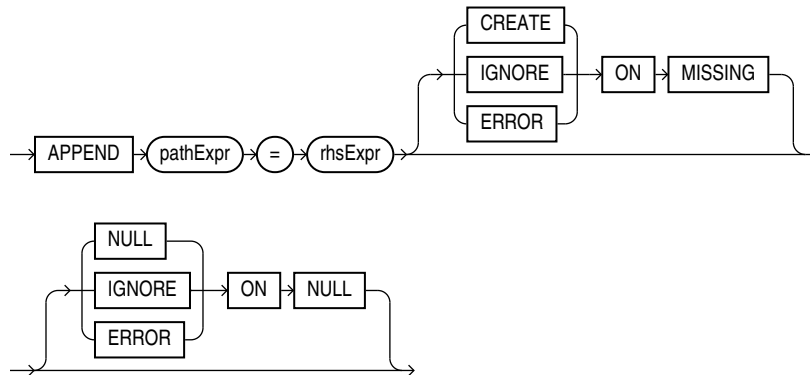 CREATE
IGNORE ON MISSING
ERROR
APPEND pathExpr = rhsExpr
NULL
IGNORE ON NULL
ERROR